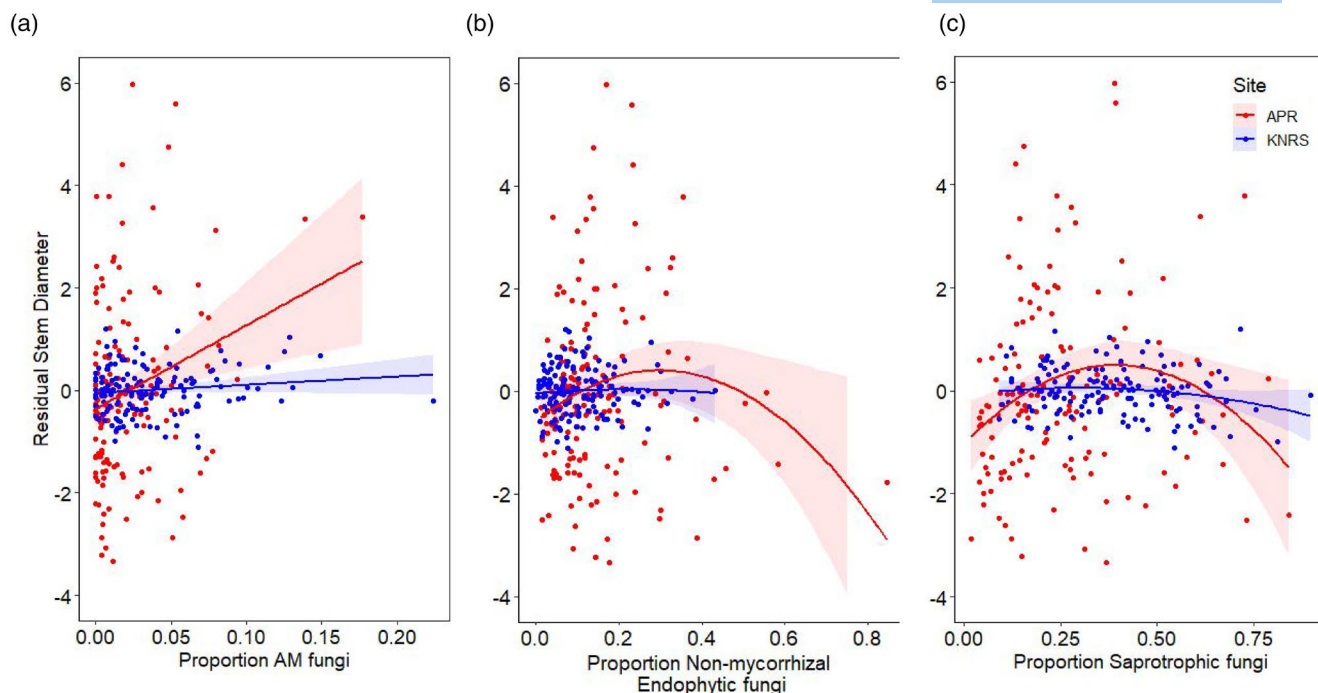 (a)
(b)
(c)
Residual Stem Diameter
6
4
2
0
-2
-4
0.00 0.05 0.10 0.15 0.20
Proportion AM fungi
6
4
2
0
-2
-4
0.0 0.2 0.4 0.6 0.8
Proportion Non-mycorrhizal
Endophytic fungi
6
4
2
0
-2
-4
0.00 0.25 0.50 0.75
Proportion Saprotrophic fungi
Site
APR
KNRS